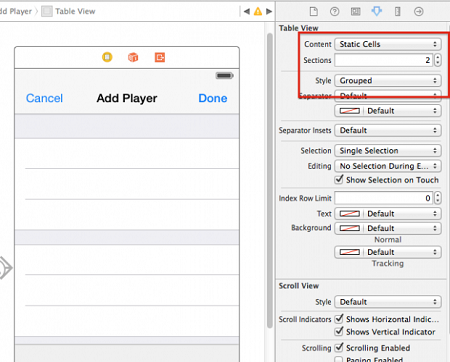 dd Player › Table View
Table View
Content Static Cells
Sections 2
Style Grouped
Separator Default
Default
Separator Insets Default
Selection Single Selection
Editing No Selection During E...
Show Selection on Touch
Index Row Limit 0
Text Default
Background Default
Normal
Default
Tracking
Scroll View
Style Default
Scroll Indicators Shows Horizontal Indic...
Shows Vertical Indicator
Scrolling Scrolling Enabled
Paging Enabled
Cancel Add Player Done